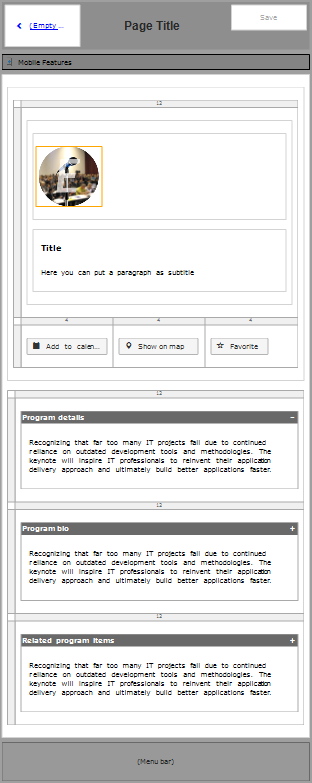 (Empty ...
Page Title
Save
Mobile Features
12
Title
Here you can put a paragraph as subtitle
4 4 4
Add to calen...
Show on map
Favorite
12
Program details -
Recognizing that far too many IT projects fail due to continued
reliance on outdated development tools and methodologies. The
keynote will inspire IT professionals to reinvent their application
delivery approach and ultimately build better applications faster.
12
Program bio +
Recognizing that far too many IT projects fail due to continued
reliance on outdated development tools and methodologies. The
keynote will inspire IT professionals to reinvent their application
delivery approach and ultimately build better applications faster.
12
Related program items +
Recognizing that far too many IT projects fail due to continued
reliance on outdated development tools and methodologies. The
keynote will inspire IT professionals to reinvent their application
delivery approach and ultimately build better applications faster.
(Menu bar)